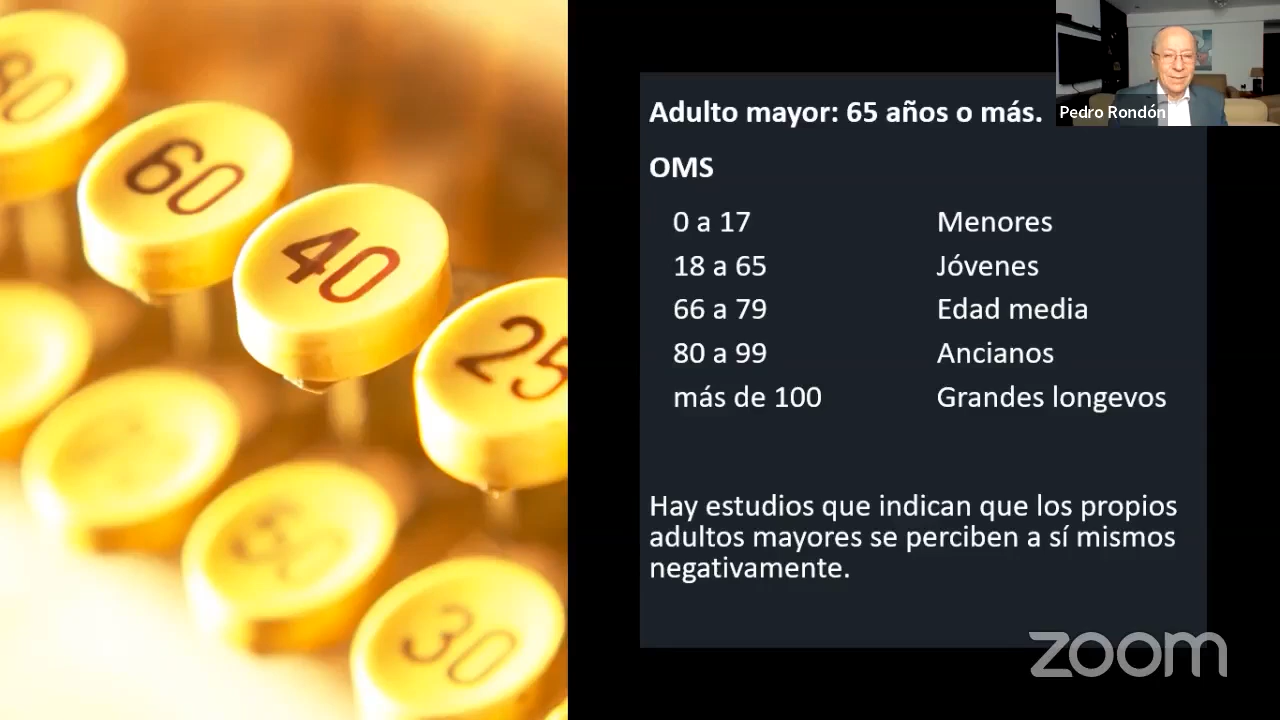 80
60
40
25
60
30
Adulto mayor: 65 años o más.
Pedro Rondón
OMS
0 a 17 Menores
18 a 65 Jóvenes
66 a 79 Edad media
80 a 99 Ancianos
más de 100 Grandes longevos
Hay estudios que indican que los propios
adultos mayores se perciben a sí mismos
negativamente.
zoom